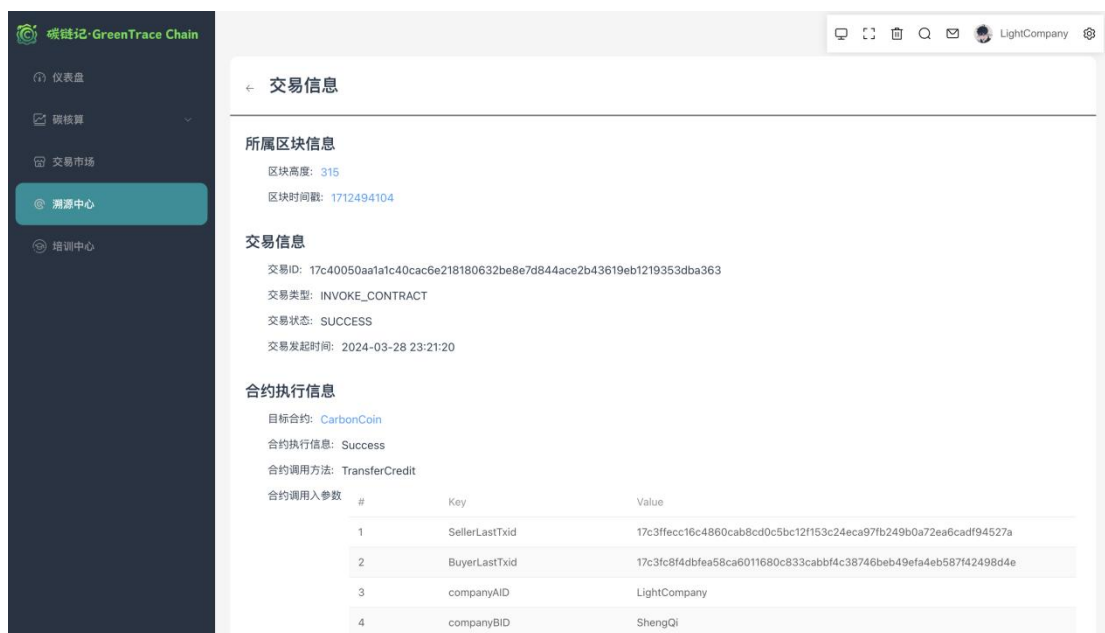 碳链记·GreenTrace Chain
LightCompany
仪表盘
碳核算
交易市场
溯源中心
培训中心
← 交易信息
所属区块信息
区块高度: 315
区块时间戳: 1712494104
交易信息
交易ID: 17c40050aa1a1c40cac6e218180632be8e7d844ace2b43619eb1219353dba363
交易类型: INVOKE_CONTRACT
交易状态: SUCCESS
交易发起时间: 2024-03-28 23:21:20
合约执行信息
目标合约: CarbonCoin
合约执行信息: Success
合约调用方法: TransferCredit
合约调用入参数
# Key Value
1 SellerLastTxid 17c3ffecc16c4860cab8cd0c5bc12f153c24eca97fb249b0a72ea6cadf94527a
2 BuyerLastTxid 17c3fc8f4dbfea58ca6011680c833cabbf4c38746beb49efa4eb587f42498d4e
3 companyAID LightCompany
4 companyBID ShengQi